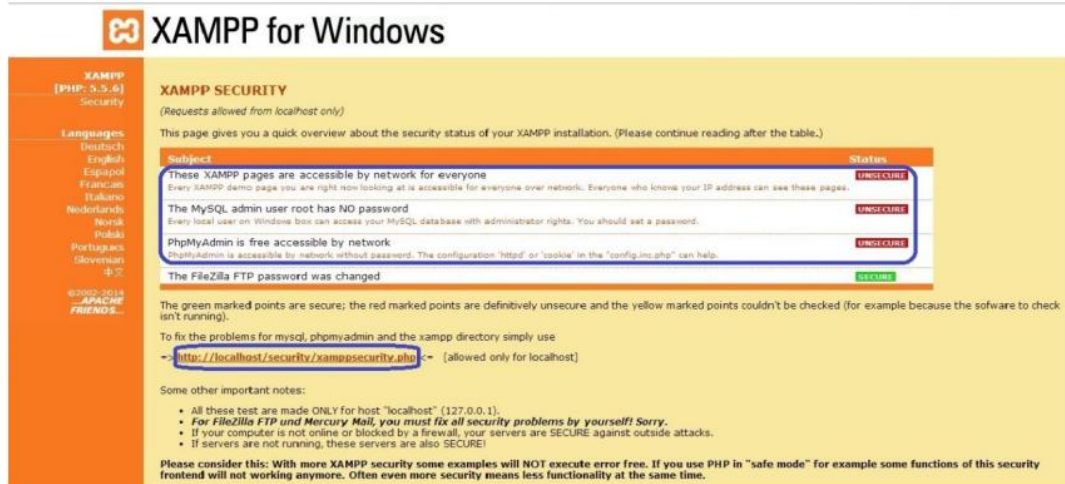 XAMPP for Windows
XAMPP
[PHP: 5.5.6]
Security
Languages
Deutsch
English
Espanol
Francais
Italiano
Nederlands
Norsk
Polski
Portugues
Slovenian
中文
©2002-2014
...APACHE
FRIENDS...
XAMPP SECURITY
(Requests allowed from localhost only)
This page gives you a quick overview about the security status of your XAMPP installation. (Please continue reading after the table.)
Subject Status
These XAMPP pages are accessible by network for everyone UNSECURE
Every XAMPP demo page you are right now looking at is accessible for everyone over network. Everyone who knows your IP address can see these pages.
The MySQL admin user root has NO password UNSECURE
Every local user on Windows box can access your MySQL database with administrator rights. You should set a password.
PhpMyAdmin is free accessible by network UNSECURE
PhpMyAdmin is accessible by network without password. The configuration 'httpd' or 'cookie' in the "config.inc.php" can help.
The FileZilla FTP password was changed SECURE
The green marked points are secure; the red marked points are definitively unsecure and the yellow marked points couldn't be checked (for example because the sofware to check
isn't running).
To fix the problems for mysql, phpmyadmin and the xampp directory simply use
=> http://localhost/security/xamppsecurity.php <= [allowed only for localhost]
Some other important notes:
• All these test are made ONLY for host "localhost" (127.0.0.1).
• For FileZilla FTP und Mercury Mail, you must fix all security problems by yourself! Sorry.
• If your computer is not online or blocked by a firewall, your servers are SECURE against outside attacks.
• If servers are not running, these servers are also SECURE!
Please consider this: With more XAMPP security some examples will NOT execute error free. If you use PHP in "safe mode" for example some functions of this security
frontend will not working anymore. Often even more security means less functionality at the same time.